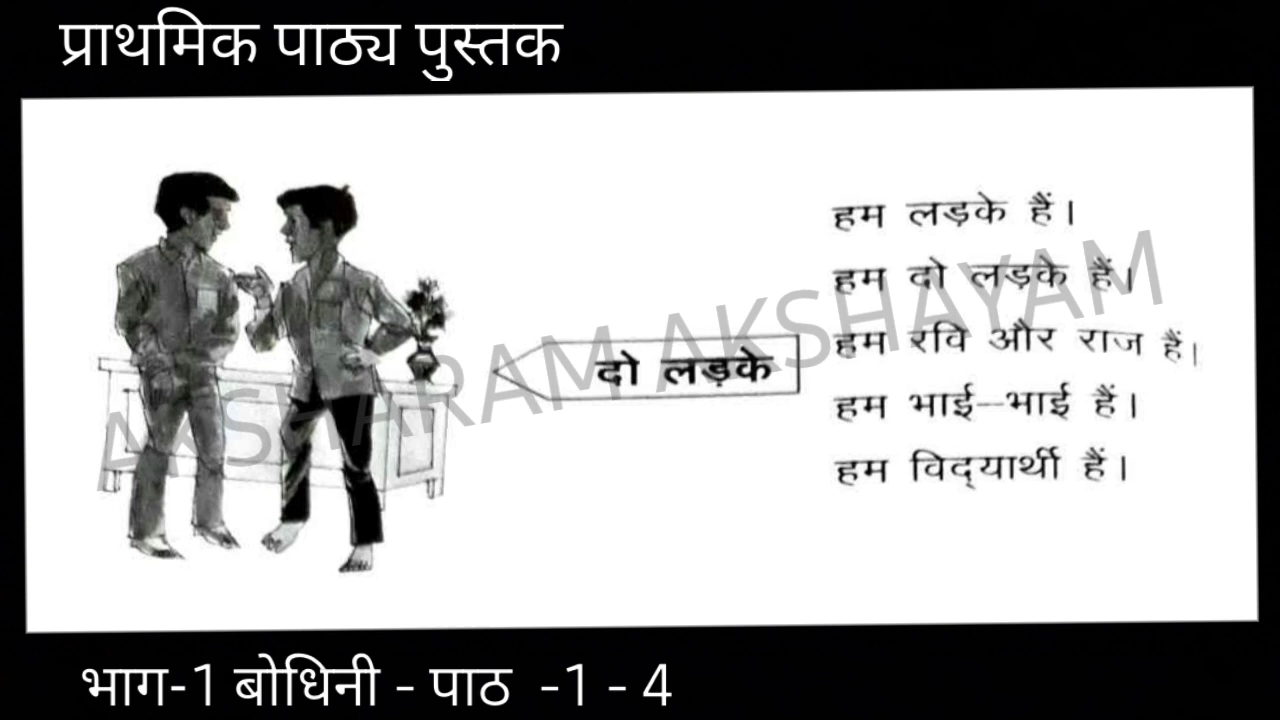 प्राथमिक पाठ्य पुस्तक
दो लड़के
हम लड़के हैं।
हम दो लड़के हैं।
हम रवि और राज हैं।
हम भाई–भाई हैं।
हम विद्‌यार्थी हैं।
AKSHARAM AKSHAYAM
भाग-1 बोधिनी - पाठ -1 - 4